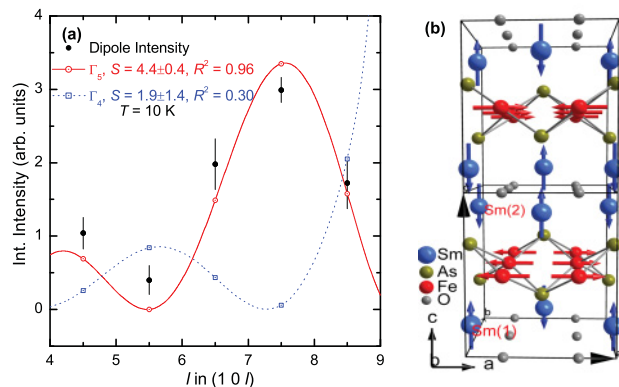 (a)
Dipole Intensity
Γ5, S = 4.4±0.4, R² = 0.96
Γ4, S = 1.9±1.4, R² = 0.30
T = 10 K
Int. Intensity (arb. units)
4
3
2
1
0
4 5 6 7 8 9
l in (1 0 l)
(b)
Sm(2)
Sm
As
Fe
O
Sm(1)
c
b
a
b